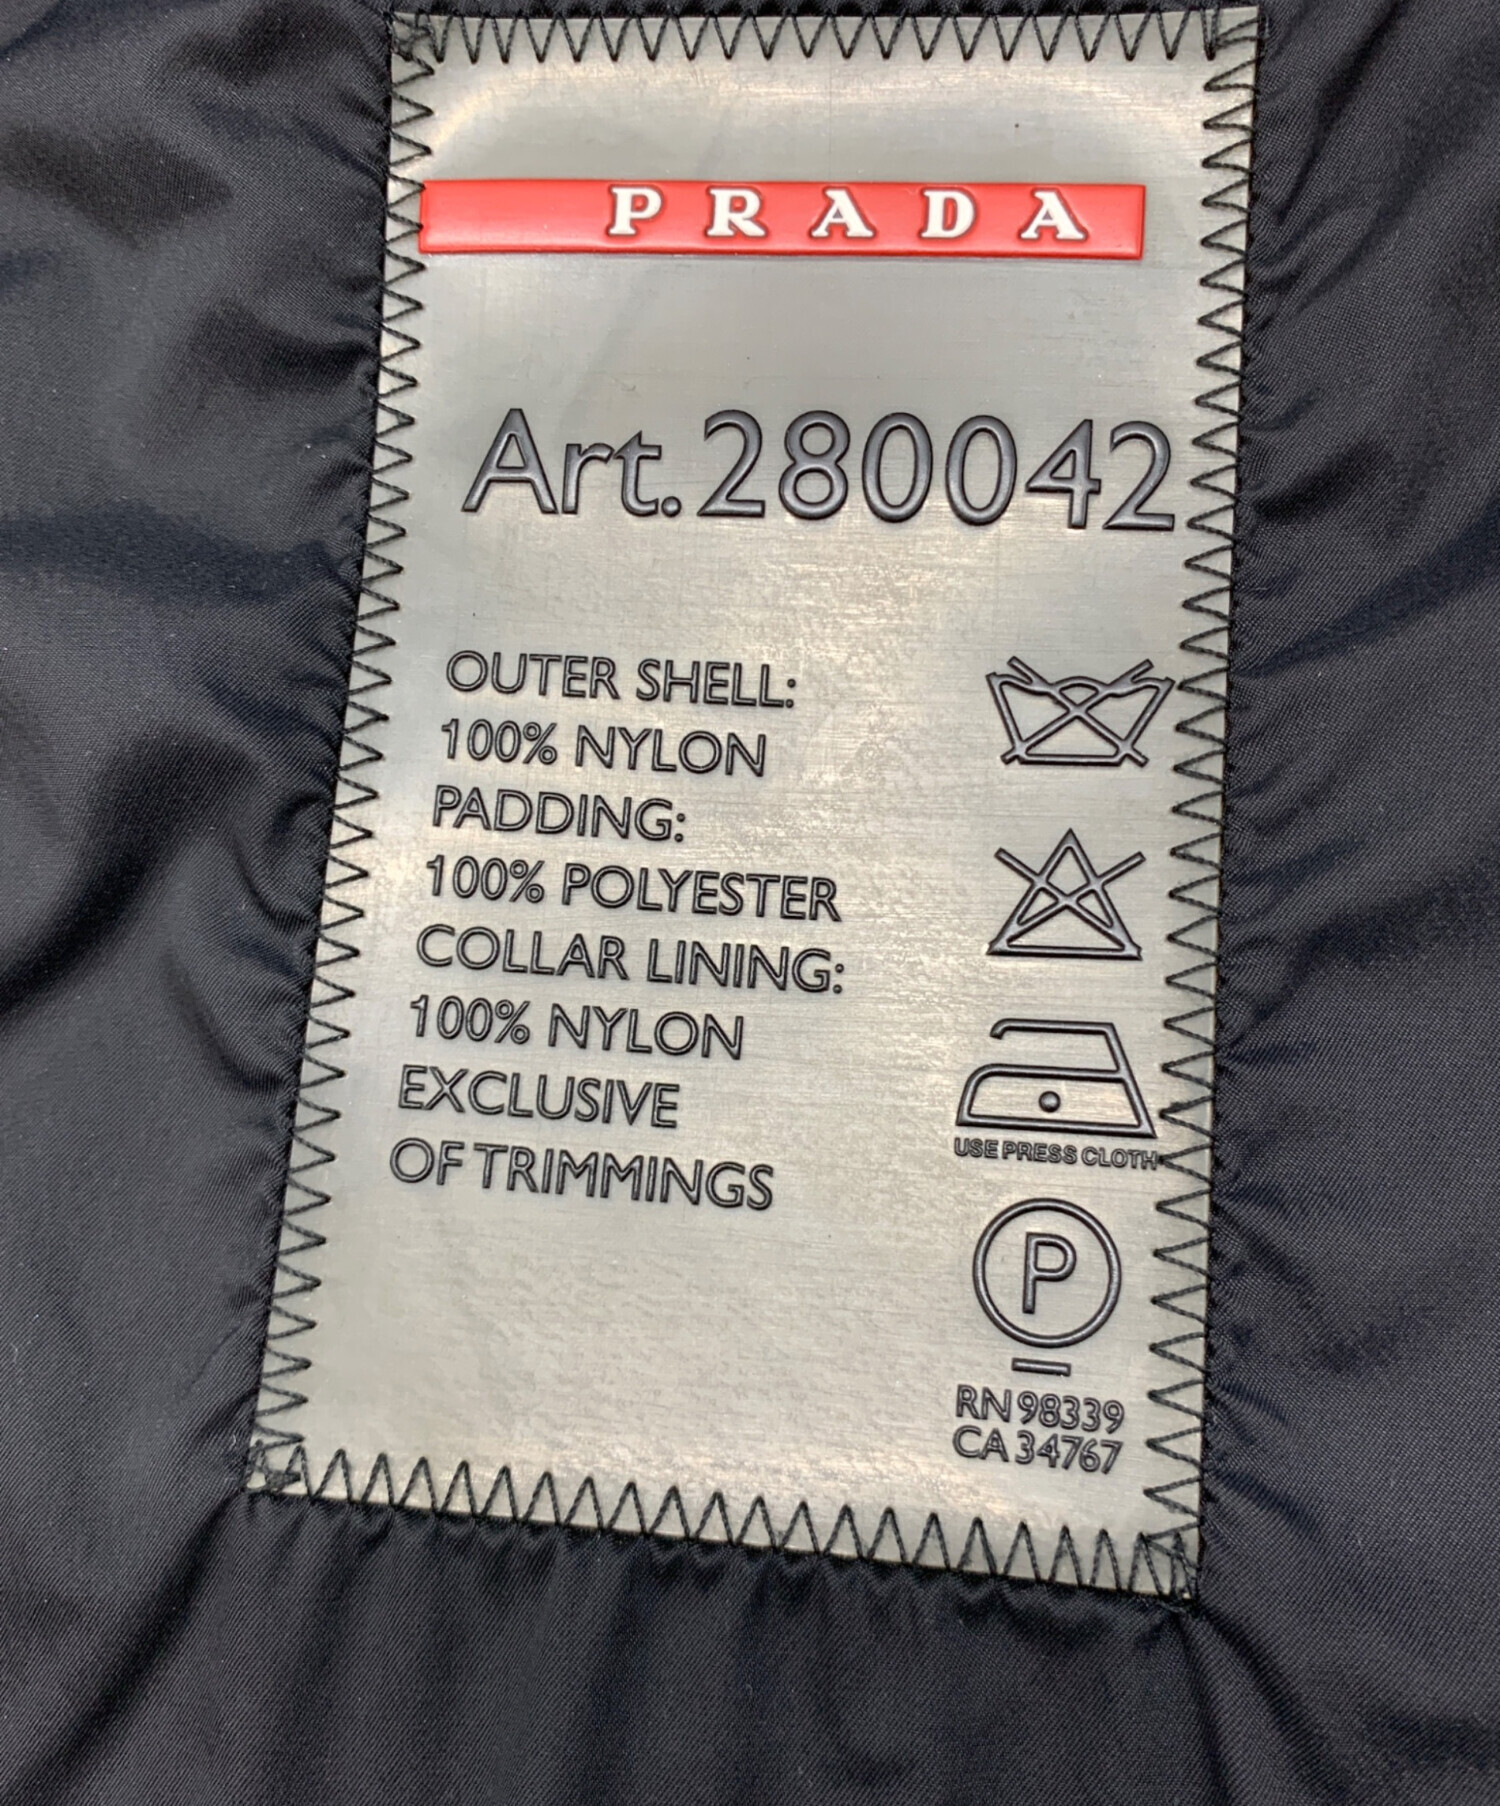 PRADA
Art.280042
OUTER SHELL:
100% NYLON
PADDING:
100% POLYESTER
COLLAR LINING:
100% NYLON
EXCLUSIVE
OF TRIMMINGS
USE PRESS CLOTH
P
RN 98339
CA 34767